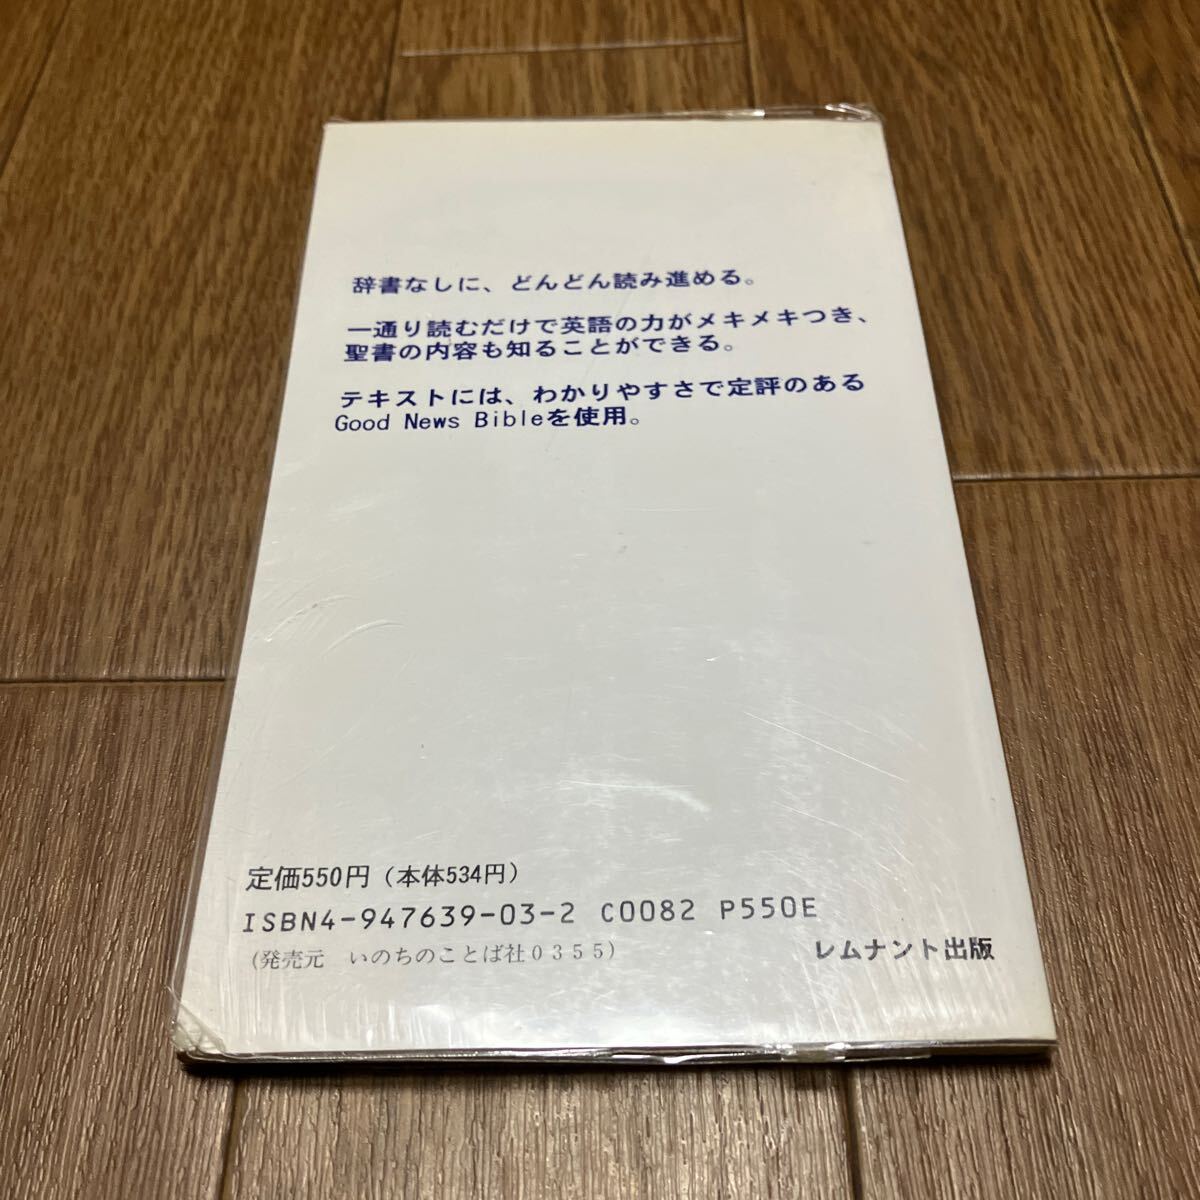 辞書なしに、どんどん読み進める。
一通り読むだけで英語の力がメキメキつき、
聖書の内容も知ることができる。
テキストには、わかりやすさで定評のある
Good News Bibleを使用。
定価550円（本体534円）
ISBN4-947639-03-2 C0082 P550E
(発売元　いのちのことば社0355)
レムナント出版